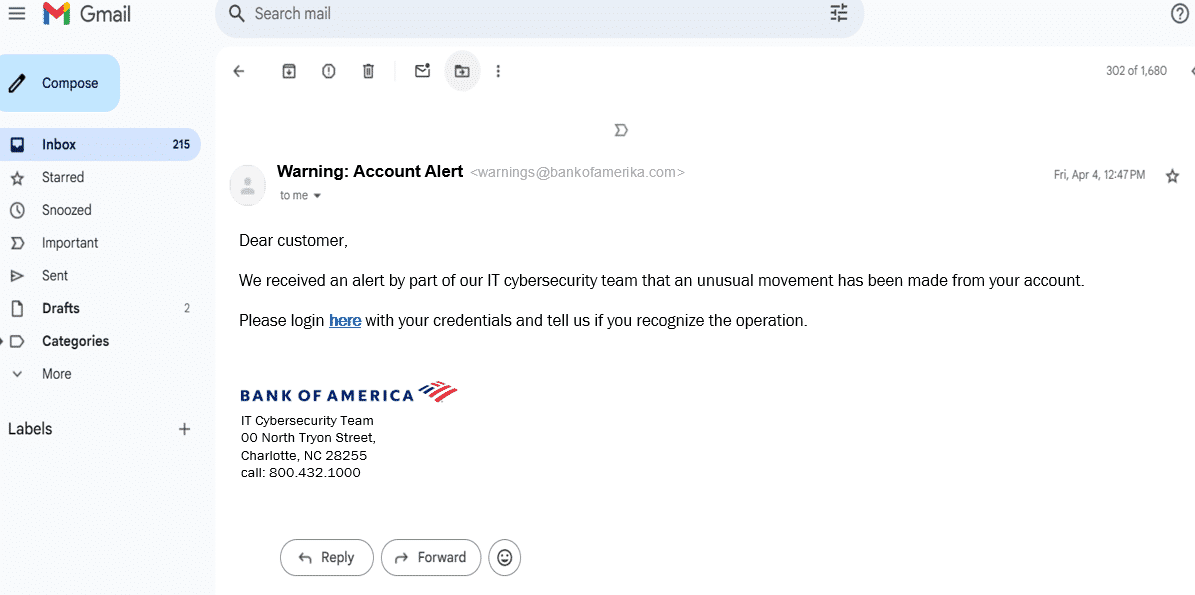 Gmail
Search mail
Compose
302 of 1,680
Inbox 215
Starred
Snoozed
Important
Sent
Drafts 2
Categories
More
Labels
Warning: Account Alert <warnings@bankofamerika.com>
Fri, Apr 4, 12:47 PM
to me
Dear customer,
We received an alert by part of our IT cybersecurity team that an unusual movement has been made from your account.
Please login here with your credentials and tell us if you recognize the operation.
BANK OF AMERICA
IT Cybersecurity Team
00 North Tryon Street,
Charlotte, NC 28255
call: 800.432.1000
Reply
Forward